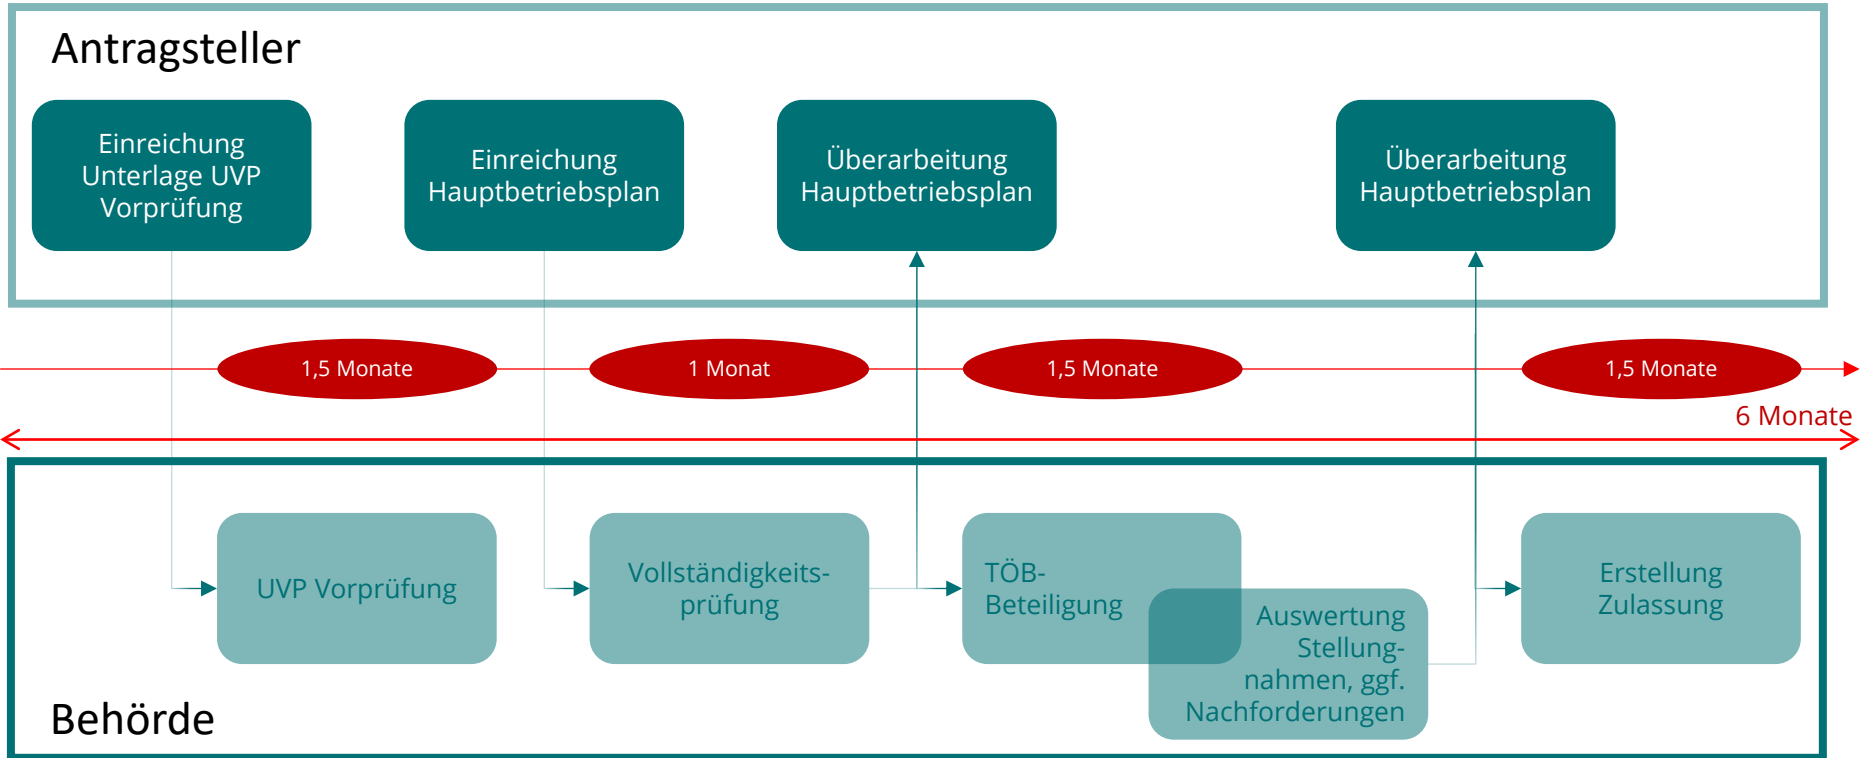 Antragsteller
Einreichung
Unterlage UVP
Vorprüfung
Einreichung
Hauptbetriebsplan
Überarbeitung
Hauptbetriebsplan
Überarbeitung
Hauptbetriebsplan
1,5 Monate
1 Monat
1,5 Monate
1,5 Monate
6 Monate
UVP Vorprüfung
Vollständigkeits-
prüfung
TÖB-
Beteiligung
Auswertung
Stellung-
nahmen, ggf.
Nachforderungen
Erstellung
Zulassung
Behörde